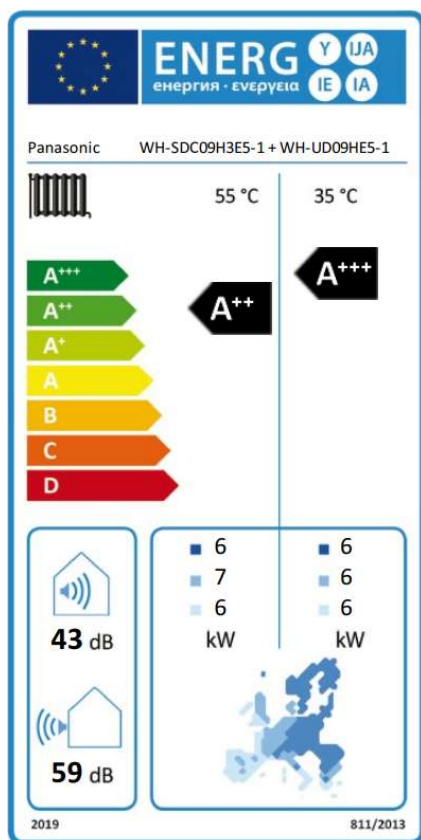 ENERG Y IJA
енергия · ενεργεια IE IA
Panasonic WH-SDC09H3E5-1 + WH-UD09HE5-1
55 °C 35 °C
A+++
A++
A+
A
B
C
D
A++
A+++
43 dB
59 dB
6 6
7 6
6 6
kW kW
2019 811/2013